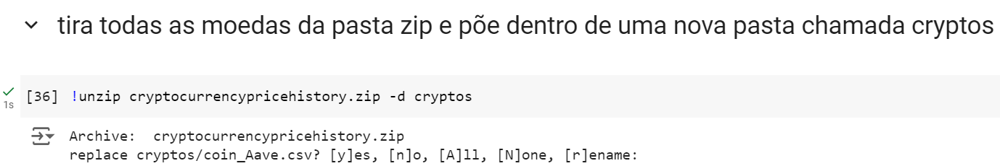 tira todas as moedas da pasta zip e põe dentro de uma nova pasta chamada cryptos
[36] !unzip cryptocurrencypricehistory.zip -d cryptos
1s
Archive:  cryptocurrencypricehistory.zip
replace cryptos/coin_Aave.csv? [y]es, [n]o, [A]ll, [N]one, [r]ename: